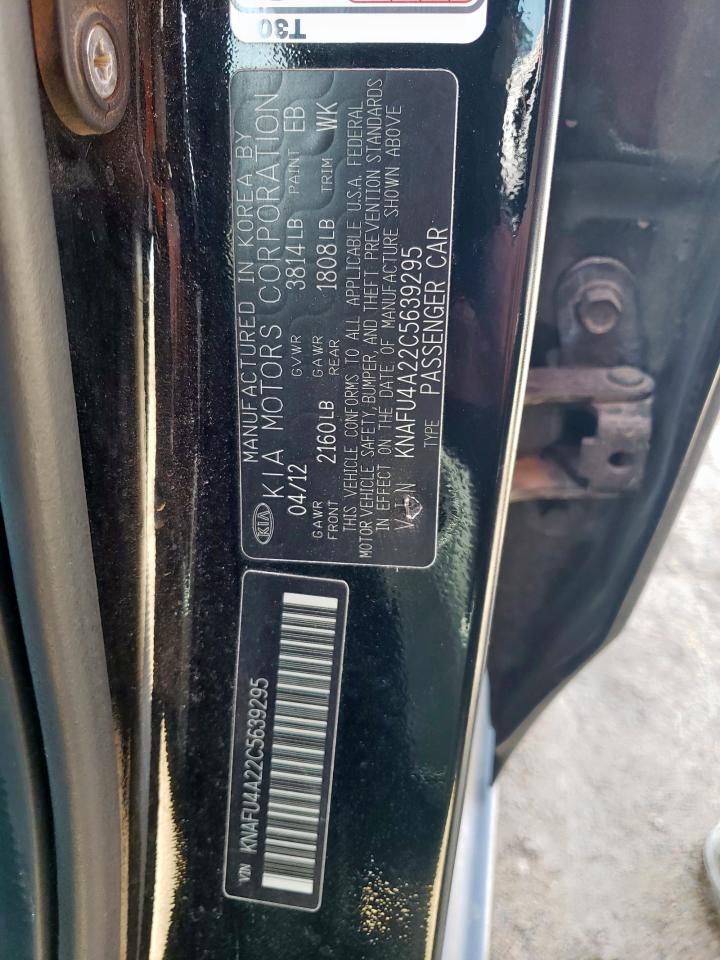 T30
MANUFACTURED IN KOREA BY
KIA KIA MOTORS CORPORATION
04/12 GVWR 3814LB PAINT EB
GAWR FRONT 2160LB GAWR REAR 1808LB TRIM WK
THIS VEHICLE CONFORMS TO ALL APPLICABLE U.S.A. FEDERAL
MOTOR VEHICLE SAFETY, BUMPER, AND THEFT PREVENTION STANDARDS
IN EFFECT ON THE DATE OF MANUFACTURE SHOWN ABOVE
KNAFU4A22C5639295
TYPE PASSENGER CAR
VIN KNAFU4A22C5639295